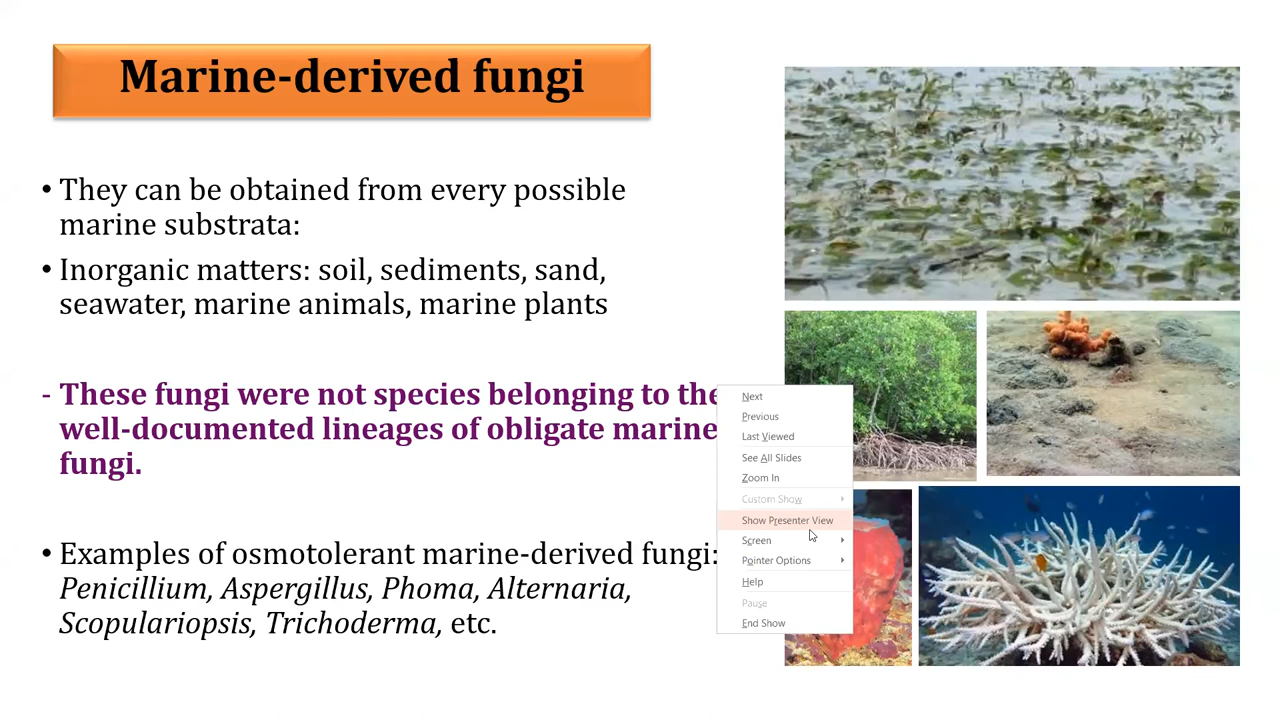 Marine-derived fungi
• They can be obtained from every possible
marine substrata:
• Inorganic matters: soil, sediments, sand,
seawater, marine animals, marine plants
- These fungi were not species belonging to the
well-documented lineages of obligate marine
fungi.
• Examples of osmotolerant marine-derived fungi:
Penicillium, Aspergillus, Phoma, Alternaria,
Scopulariopsis, Trichoderma, etc.
Next
Previous
Last Viewed
See All Slides
Zoom In
Custom Show
Show Presenter View
Screen
Pointer Options
Help
Pause
End Show